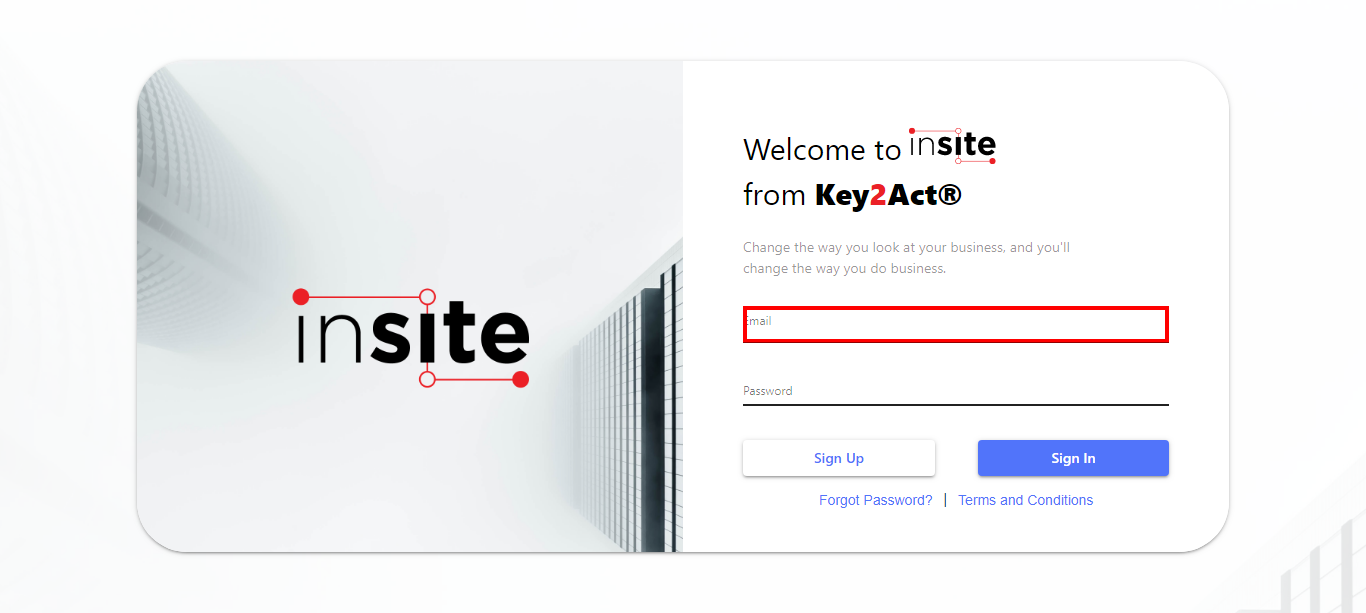 insite
Welcome to insite
from Key2Act®
Change the way you look at your business, and you'll
change the way you do business.
Email
Password
Sign Up
Sign In
Forgot Password? | Terms and Conditions